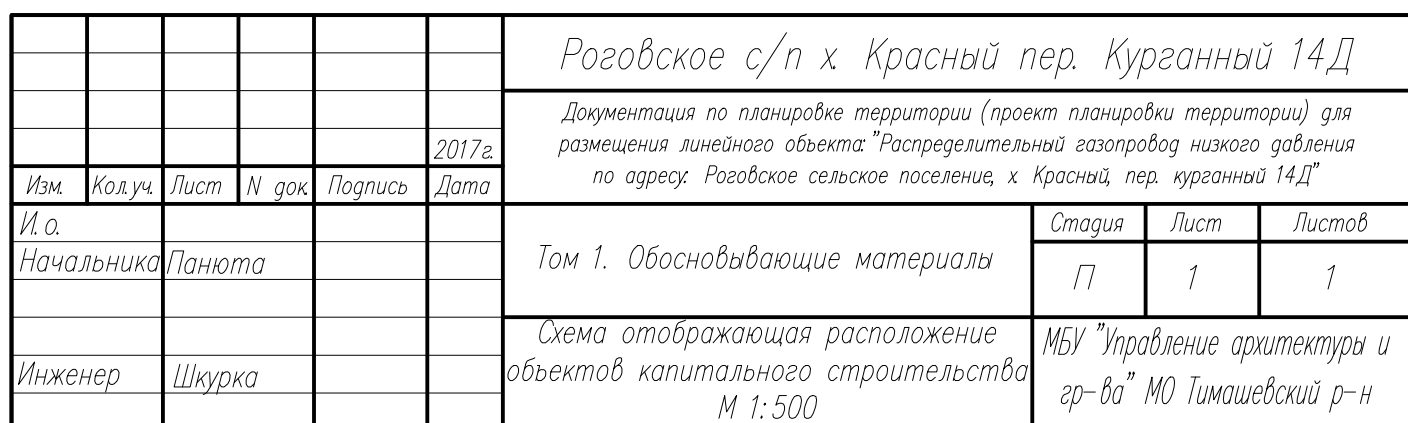 Роговское с/п х. Красный пер. Курганный 14Д
Документация по планировке территории (проект планировки территории) для
размещения линейного объекта: "Распределительный газопровод низкого давления
по адресу: Роговское сельское поселение, х. Красный, пер. курганный 14Д"
2017г.
Изм. Кол.уч. Лист N док. Подпись Дата
И. о.
Начальника Панюта
Инженер Шкурка
Том 1. Обосновывающие материалы
Стадия Лист Листов
П 1 1
Схема отображающая расположение
объектов капитального строительства
М 1:500
МБУ "Управление архитектуры и
гр-ва" МО Тимашевский р-н